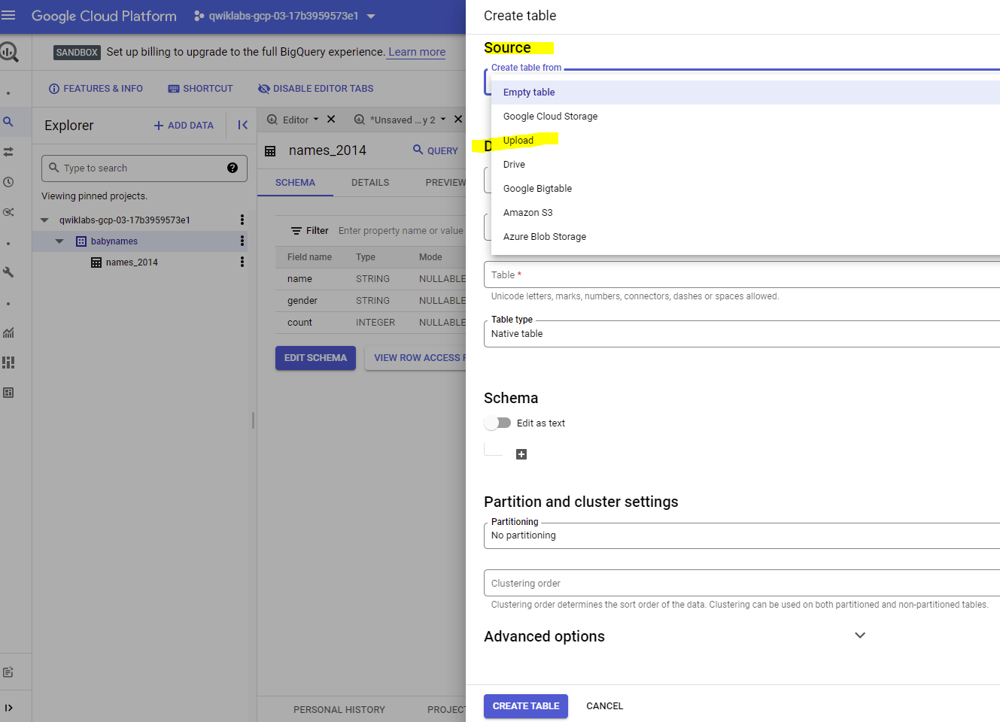 Google Cloud Platform
qwiklabs-gcp-03-17b3959573e1
SANDBOX Set up billing to upgrade to the full BigQuery experience. Learn more
FEATURES & INFO SHORTCUT DISABLE EDITOR TABS
Explorer
+ ADD DATA
Type to search ?
Viewing pinned projects.
qwiklabs-gcp-03-17b3959573e1
babynames
names_2014
Editor
*Unsaved ...y 2
names_2014
QUERY
SCHEMA DETAILS PREVIEW
Filter Enter property name or value
Field name Type Mode
name STRING NULLABLE
gender STRING NULLABLE
count INTEGER NULLABLE
EDIT SCHEMA VIEW ROW ACCESS
PERSONAL HISTORY
Create table
Source
Create table from
Empty table
Google Cloud Storage
Upload
Drive
Google Bigtable
Amazon S3
Azure Blob Storage
Table *
Unicode letters, marks, numbers, connectors, dashes or spaces allowed.
Table type
Native table
Schema
Edit as text
Partition and cluster settings
Partitioning
No partitioning
Clustering order
Clustering order determines the sort order of the data. Clustering can be used on both partitioned and non-partitioned tables.
Advanced options
CREATE TABLE CANCEL